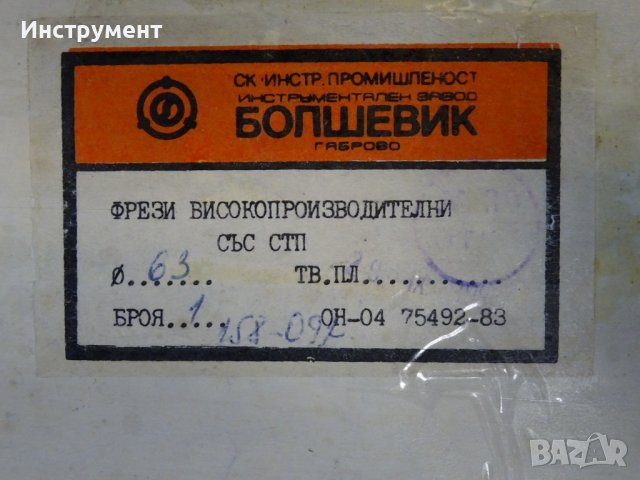 Инструмент
СК "ИНСТР. ПРОМИШЛЕНОСТ
ИНСТРУМЕНТАЛЕН ЗАВОД
БОЛШЕВИК
ГАБРОВО
ФРЕЗИ ВИСОКОПРОИЗВОДИТЕЛНИ
СЪС СТП
Ø..63.....
ТВ.ПЛ............
БРОЯ..1....
ОН-04 75492-83
BAZAR